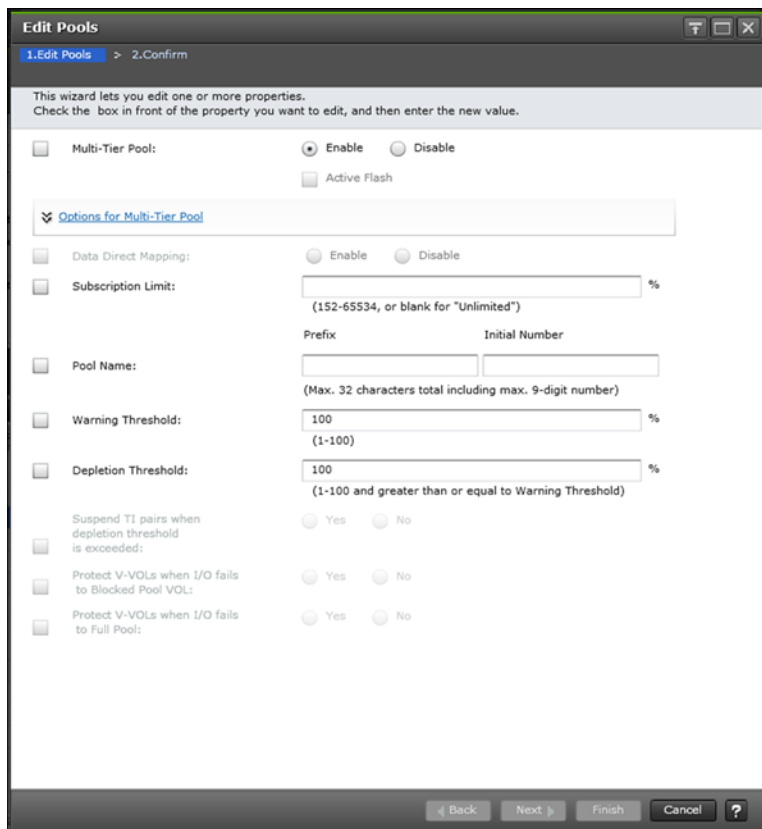 Edit Pools
1.Edit Pools > 2.Confirm
This wizard lets you edit one or more properties.
Check the box in front of the property you want to edit, and then enter the new value.
Multi-Tier Pool: Enable Disable
Active Flash
Options for Multi-Tier Pool
Data Direct Mapping: Enable Disable
Subscription Limit: %
(152-65534, or blank for "Unlimited")
Prefix Initial Number
Pool Name:
(Max. 32 characters total including max. 9-digit number)
Warning Threshold: 100 %
(1-100)
Depletion Threshold: 100 %
(1-100 and greater than or equal to Warning Threshold)
Suspend TI pairs when Yes No
depletion threshold
is exceeded:
Protect V-VOLs when I/O fails Yes No
to Blocked Pool VOL:
Protect V-VOLs when I/O fails Yes No
to Full Pool:
Back Next Finish Cancel ?